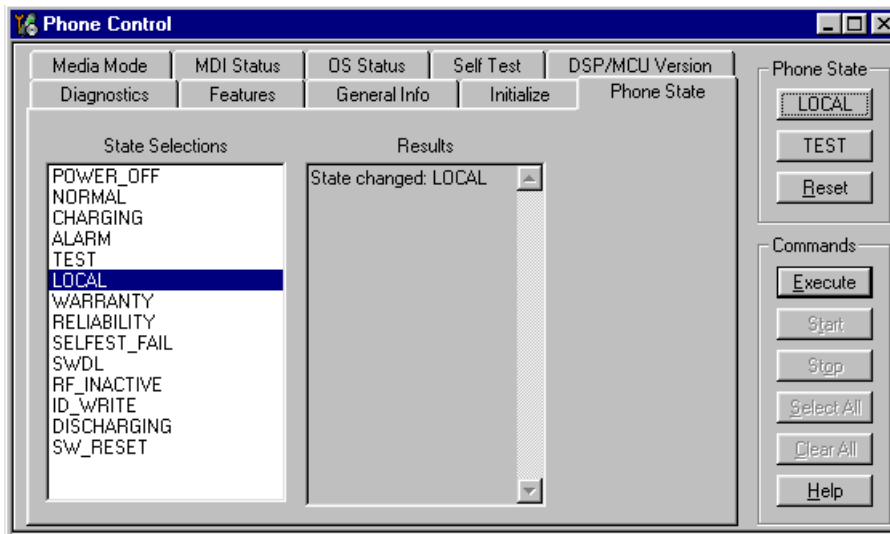 Phone Control
Media Mode
MDI Status
OS Status
Self Test
DSP/MCU Version
Diagnostics
Features
General Info
Initialize
Phone State
State Selections
POWER_OFF
NORMAL
CHARGING
ALARM
TEST
LOCAL
WARRANTY
RELIABILITY
SELFEST_FAIL
SWDL
RF_INACTIVE
ID_WRITE
DISCHARGING
SW_RESET
Results
State changed: LOCAL
Phone State
LOCAL
TEST
Reset
Commands
Execute
Start
Stop
Select All
Clear All
Help